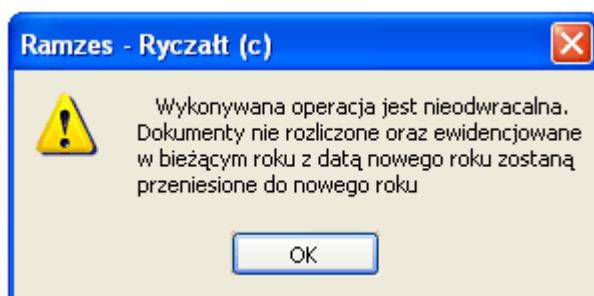 Ramzes - Ryczałt (c)
Wykonywana operacja jest nieodwracalna.
Dokumenty nie rozliczone oraz ewidencjowane
w bieżącym roku z datą nowego roku zostaną
przeniesione do nowego roku
OK